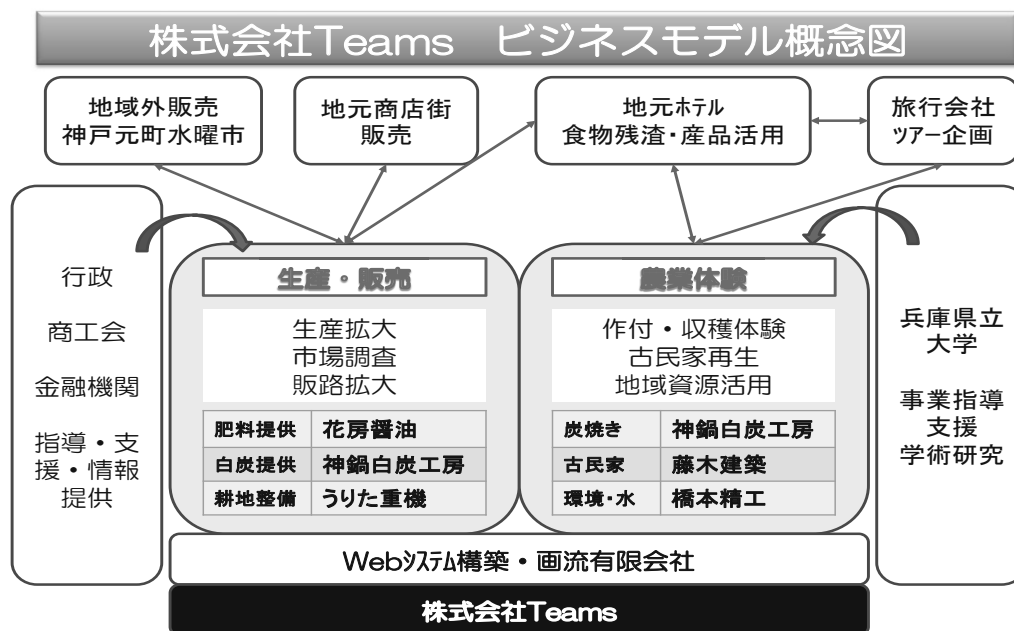 株式会社Teams　ビジネスモデル概念図
地域外販売
神戸元町水曜市
地元商店街
販売
地元ホテル
食物残渣・産品活用
旅行会社
ツアー企画
行政
商工会
金融機関
指導・支
援・情報
提供
生産・販売
生産拡大
市場調査
販路拡大
肥料提供 花房醤油
白炭提供 神鍋白炭工房
耕地整備 うりた重機
農業体験
作付・収穫体験
古民家再生
地域資源活用
炭焼き 神鍋白炭工房
古民家 藤木建築
環境・水 橋本精工
兵庫県立
大学
事業指導
支援
学術研究
Webシステム構築・画流有限会社
株式会社Teams